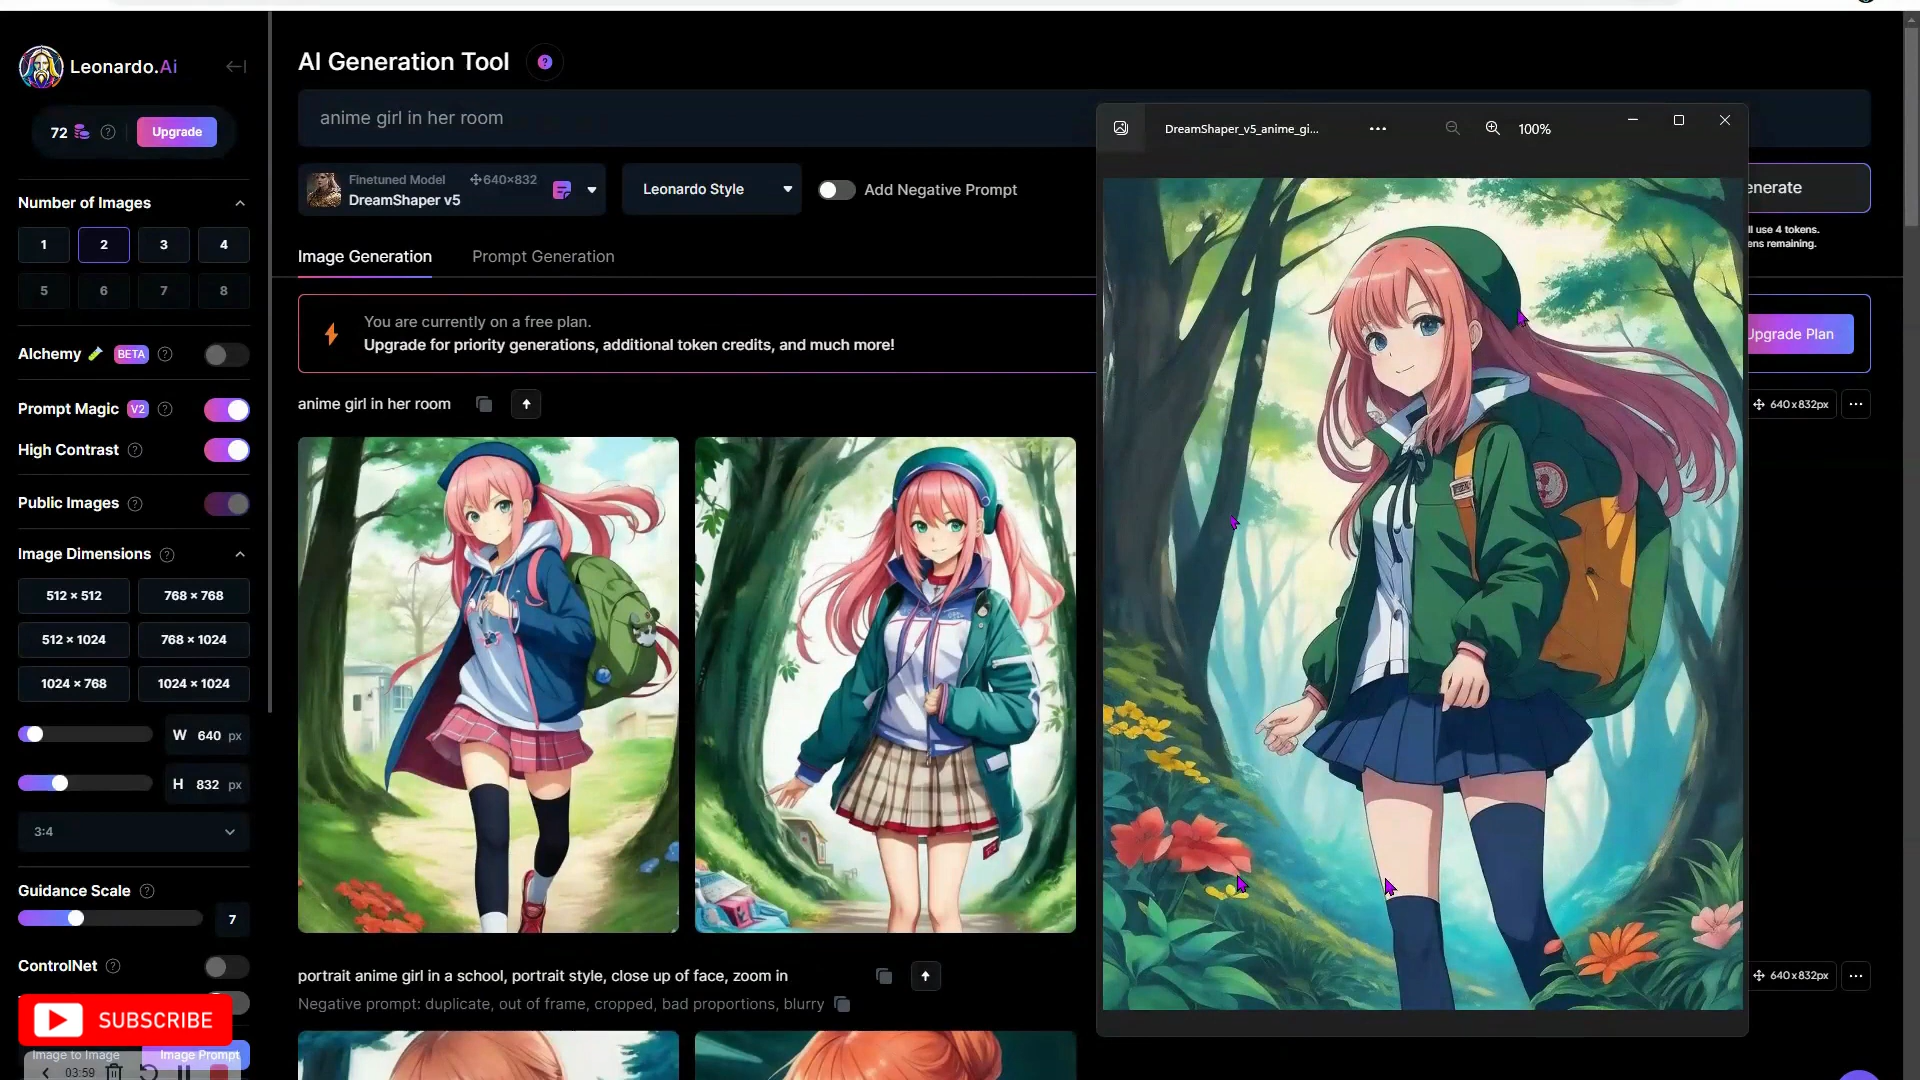 Leonardo.Ai
72
Upgrade
Number of Images
1
2
3
4
5
6
7
8
Alchemy
BETA
Prompt Magic
V2
High Contrast
Public Images
Image Dimensions
512 × 512
768 × 768
512 × 1024
768 × 1024
1024 × 768
1024 × 1024
W 640 px
H 832 px
3:4
Guidance Scale
7
ControlNet
SUBSCRIBE
Image to Image
Image Prompt
03:59
AI Generation Tool
anime girl in her room
Finetuned Model
640×832
DreamShaper v5
Leonardo Style
Add Negative Prompt
enerate
ll use 4 tokens.
ens remaining.
Image Generation
Prompt Generation
You are currently on a free plan.
Upgrade for priority generations, additional token credits, and much more!
Upgrade Plan
anime girl in her room
640x832px
portrait anime girl in a school, portrait style, close up of face, zoom in
Negative prompt: duplicate, out of frame, cropped, bad proportions, blurry
640x832px
DreamShaper_v5_anime_gi...
100%